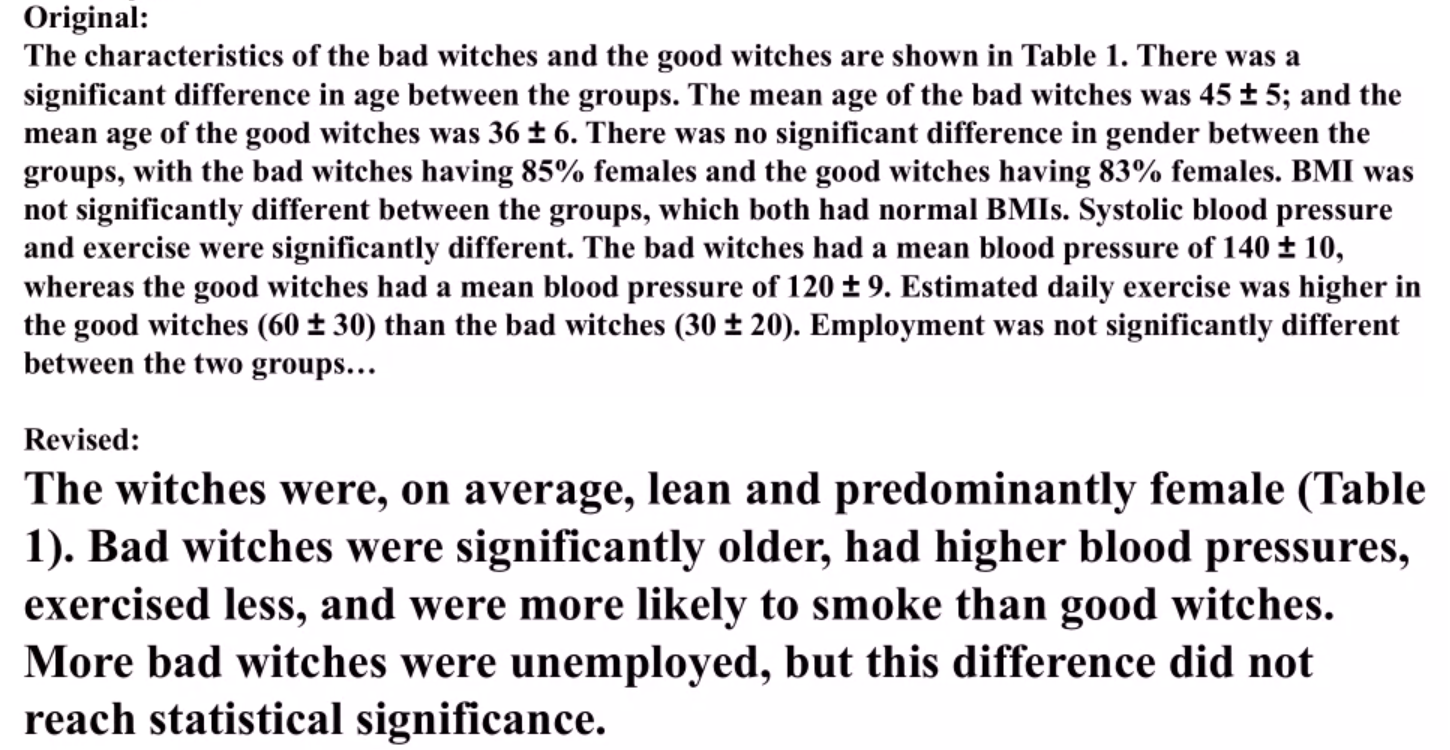 Original:
The characteristics of the bad witches and the good witches are shown in Table 1. There was a
significant difference in age between the groups. The mean age of the bad witches was 45 ± 5; and the
mean age of the good witches was 36 ± 6. There was no significant difference in gender between the
groups, with the bad witches having 85% females and the good witches having 83% females. BMI was
not significantly different between the groups, which both had normal BMIs. Systolic blood pressure
and exercise were significantly different. The bad witches had a mean blood pressure of 140 ± 10,
whereas the good witches had a mean blood pressure of 120 ± 9. Estimated daily exercise was higher in
the good witches (60 ± 30) than the bad witches (30 ± 20). Employment was not significantly different
between the two groups…
Revised:
The witches were, on average, lean and predominantly female (Table
1). Bad witches were significantly older, had higher blood pressures,
exercised less, and were more likely to smoke than good witches.
More bad witches were unemployed, but this difference did not
reach statistical significance.